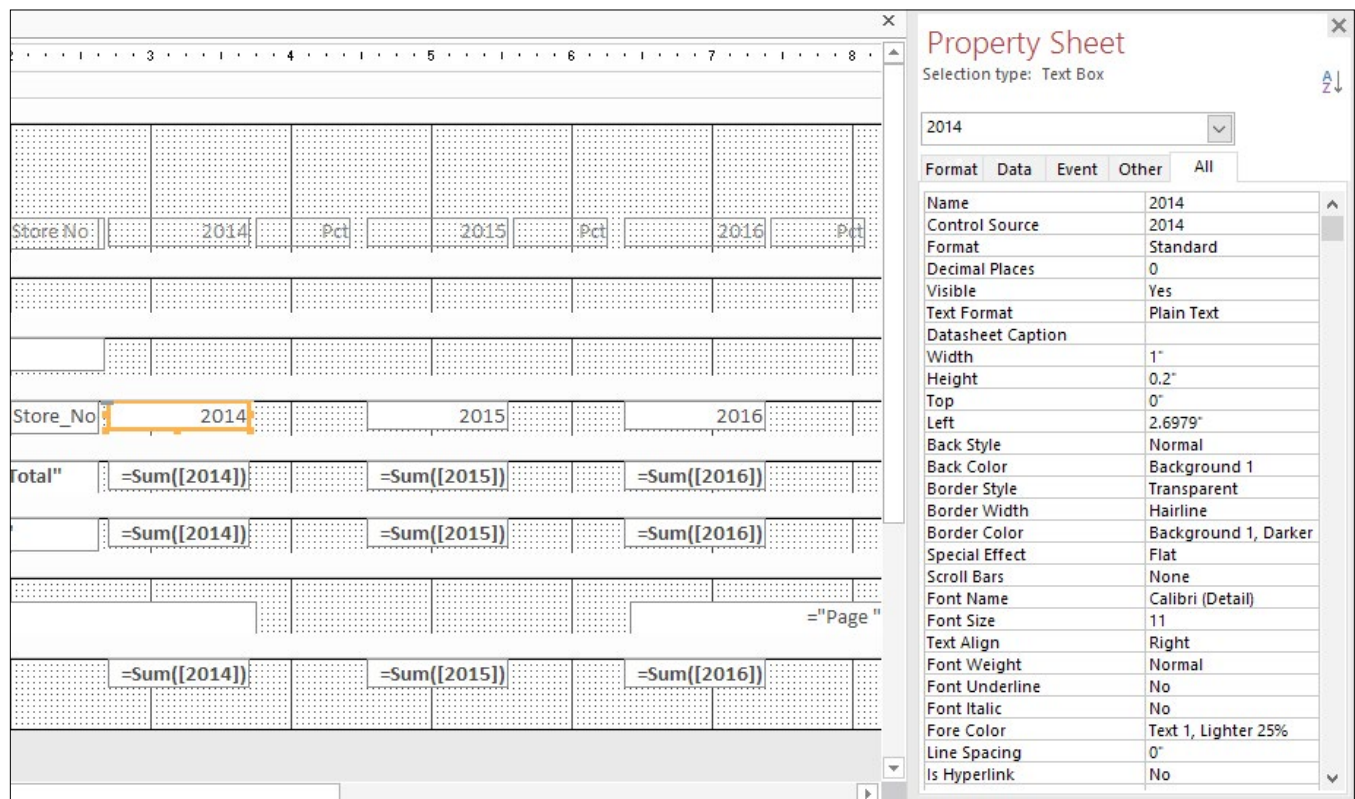 3 4 5 6 7 8
Store No 2014 Pct 2015 Pct 2016 Pct
Store_No 2014 2015 2016
Total" =Sum([2014]) =Sum([2015]) =Sum([2016])
" =Sum([2014]) =Sum([2015]) =Sum([2016])
="Page "
=Sum([2014]) =Sum([2015]) =Sum([2016])
Property Sheet
Selection type: Text Box
2014
Format Data Event Other All
Name 2014
Control Source 2014
Format Standard
Decimal Places 0
Visible Yes
Text Format Plain Text
Datasheet Caption
Width 1"
Height 0.2"
Top 0"
Left 2.6979"
Back Style Normal
Back Color Background 1
Border Style Transparent
Border Width Hairline
Border Color Background 1, Darker
Special Effect Flat
Scroll Bars None
Font Name Calibri (Detail)
Font Size 11
Text Align Right
Font Weight Normal
Font Underline No
Font Italic No
Fore Color Text 1, Lighter 25%
Line Spacing 0"
Is Hyperlink No